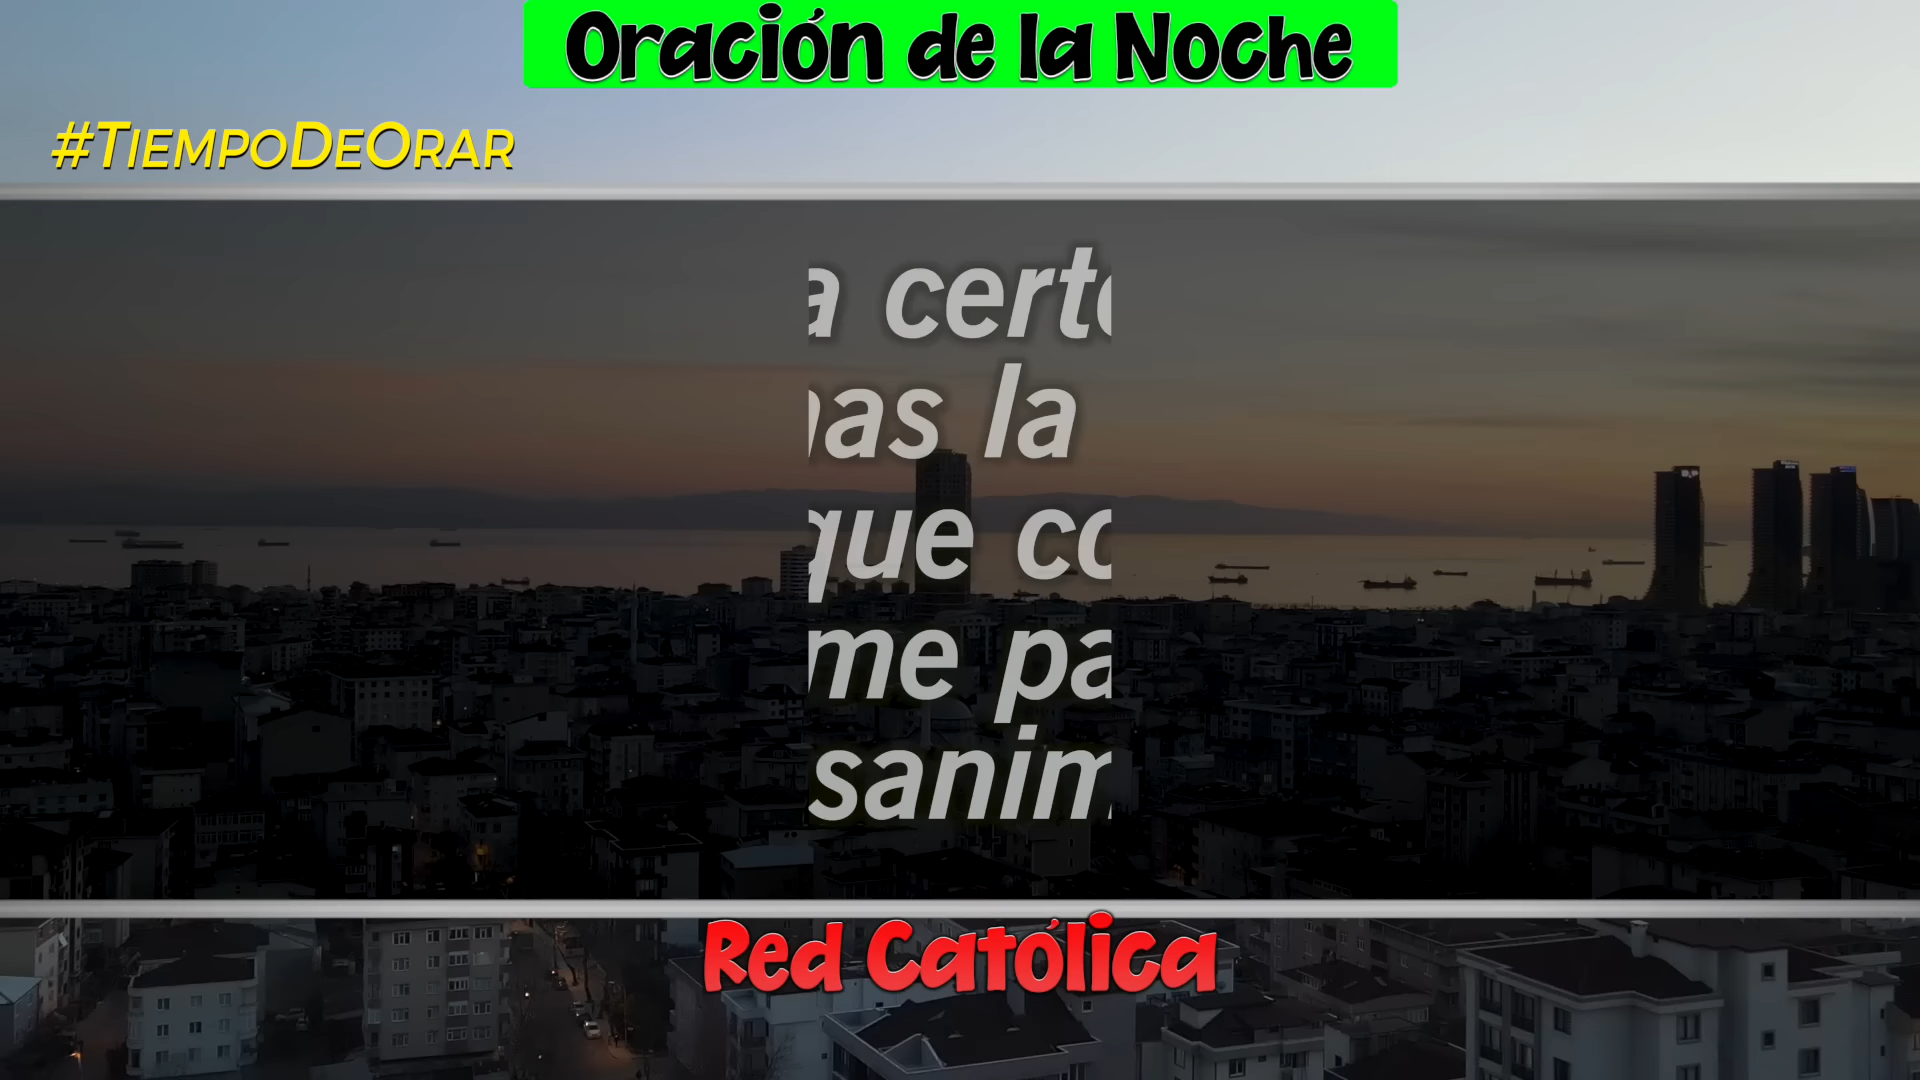 Oración de la Noche
#TiempoDeOrar
a cert
as la
que co
me pa
sanim
Red Católica